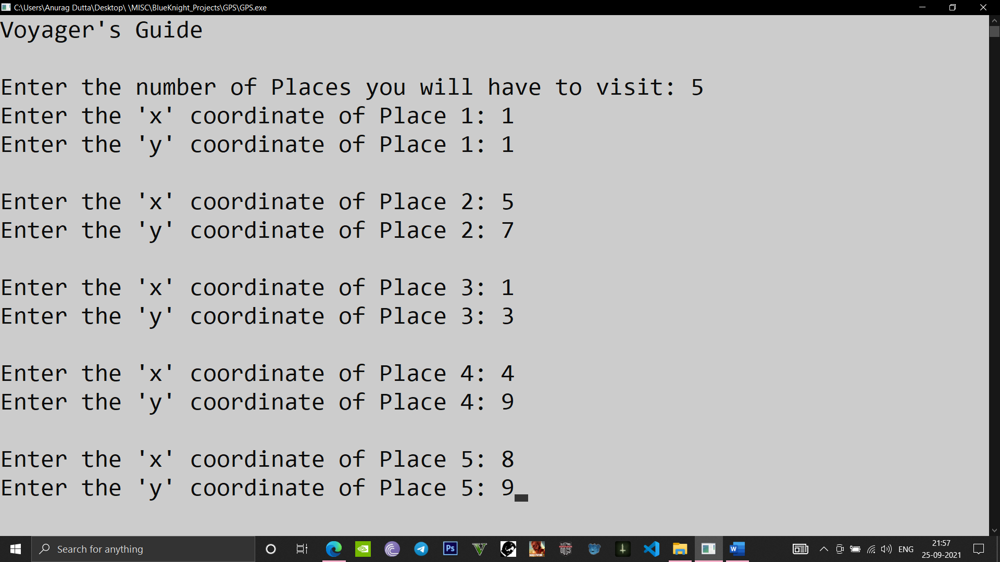 C:\Users\Anurag Dutta\Desktop\ \MISC\BlueKnight_Projects\GPS\GPS.exe
Voyager's Guide
Enter the number of Places you will have to visit: 5
Enter the 'x' coordinate of Place 1: 1
Enter the 'y' coordinate of Place 1: 1
Enter the 'x' coordinate of Place 2: 5
Enter the 'y' coordinate of Place 2: 7
Enter the 'x' coordinate of Place 3: 1
Enter the 'y' coordinate of Place 3: 3
Enter the 'x' coordinate of Place 4: 4
Enter the 'y' coordinate of Place 4: 9
Enter the 'x' coordinate of Place 5: 8
Enter the 'y' coordinate of Place 5: 9
Search for anything
Ps
V
W
ENG
21:57
25-09-2021